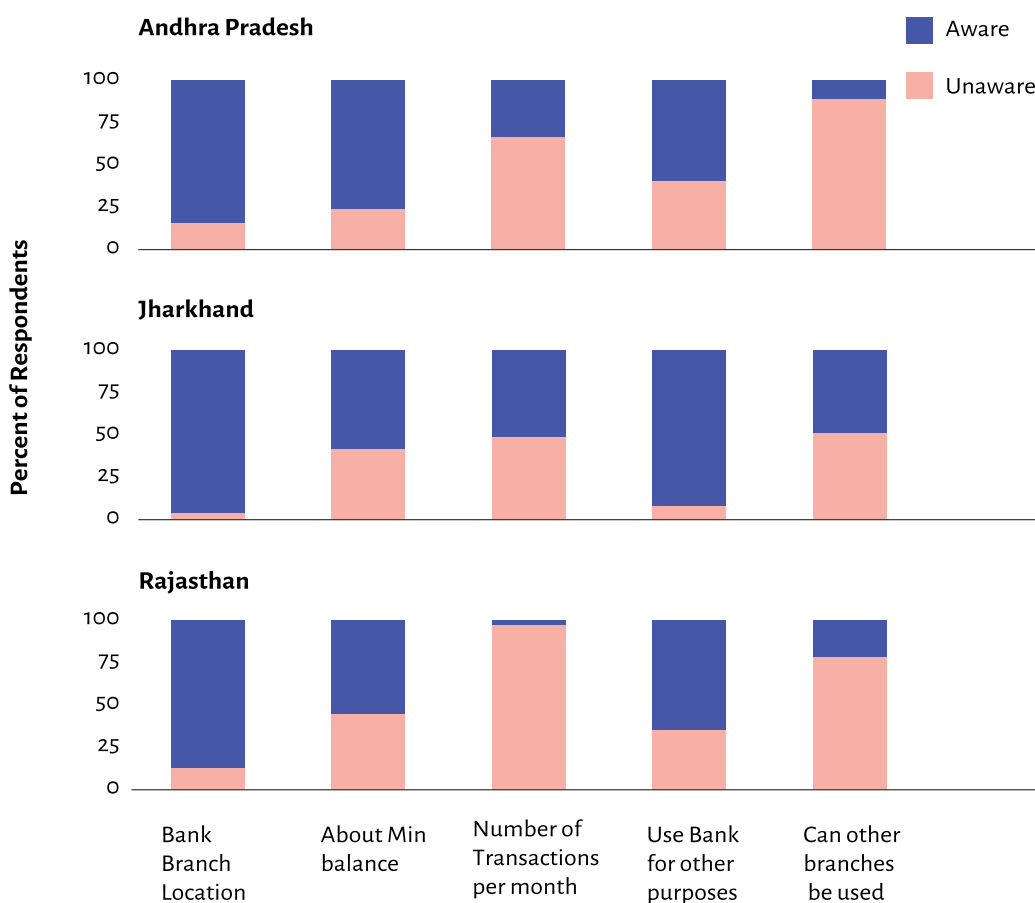 Andhra Pradesh
Aware
Unaware
100
75
50
25
0
Percent of Respondents
Jharkhand
100
75
50
25
0
Rajasthan
100
75
50
25
0
Bank
Branch
Location
About Min
balance
Number of
Transactions
per month
Use Bank
for other
purposes
Can other
branches
be used